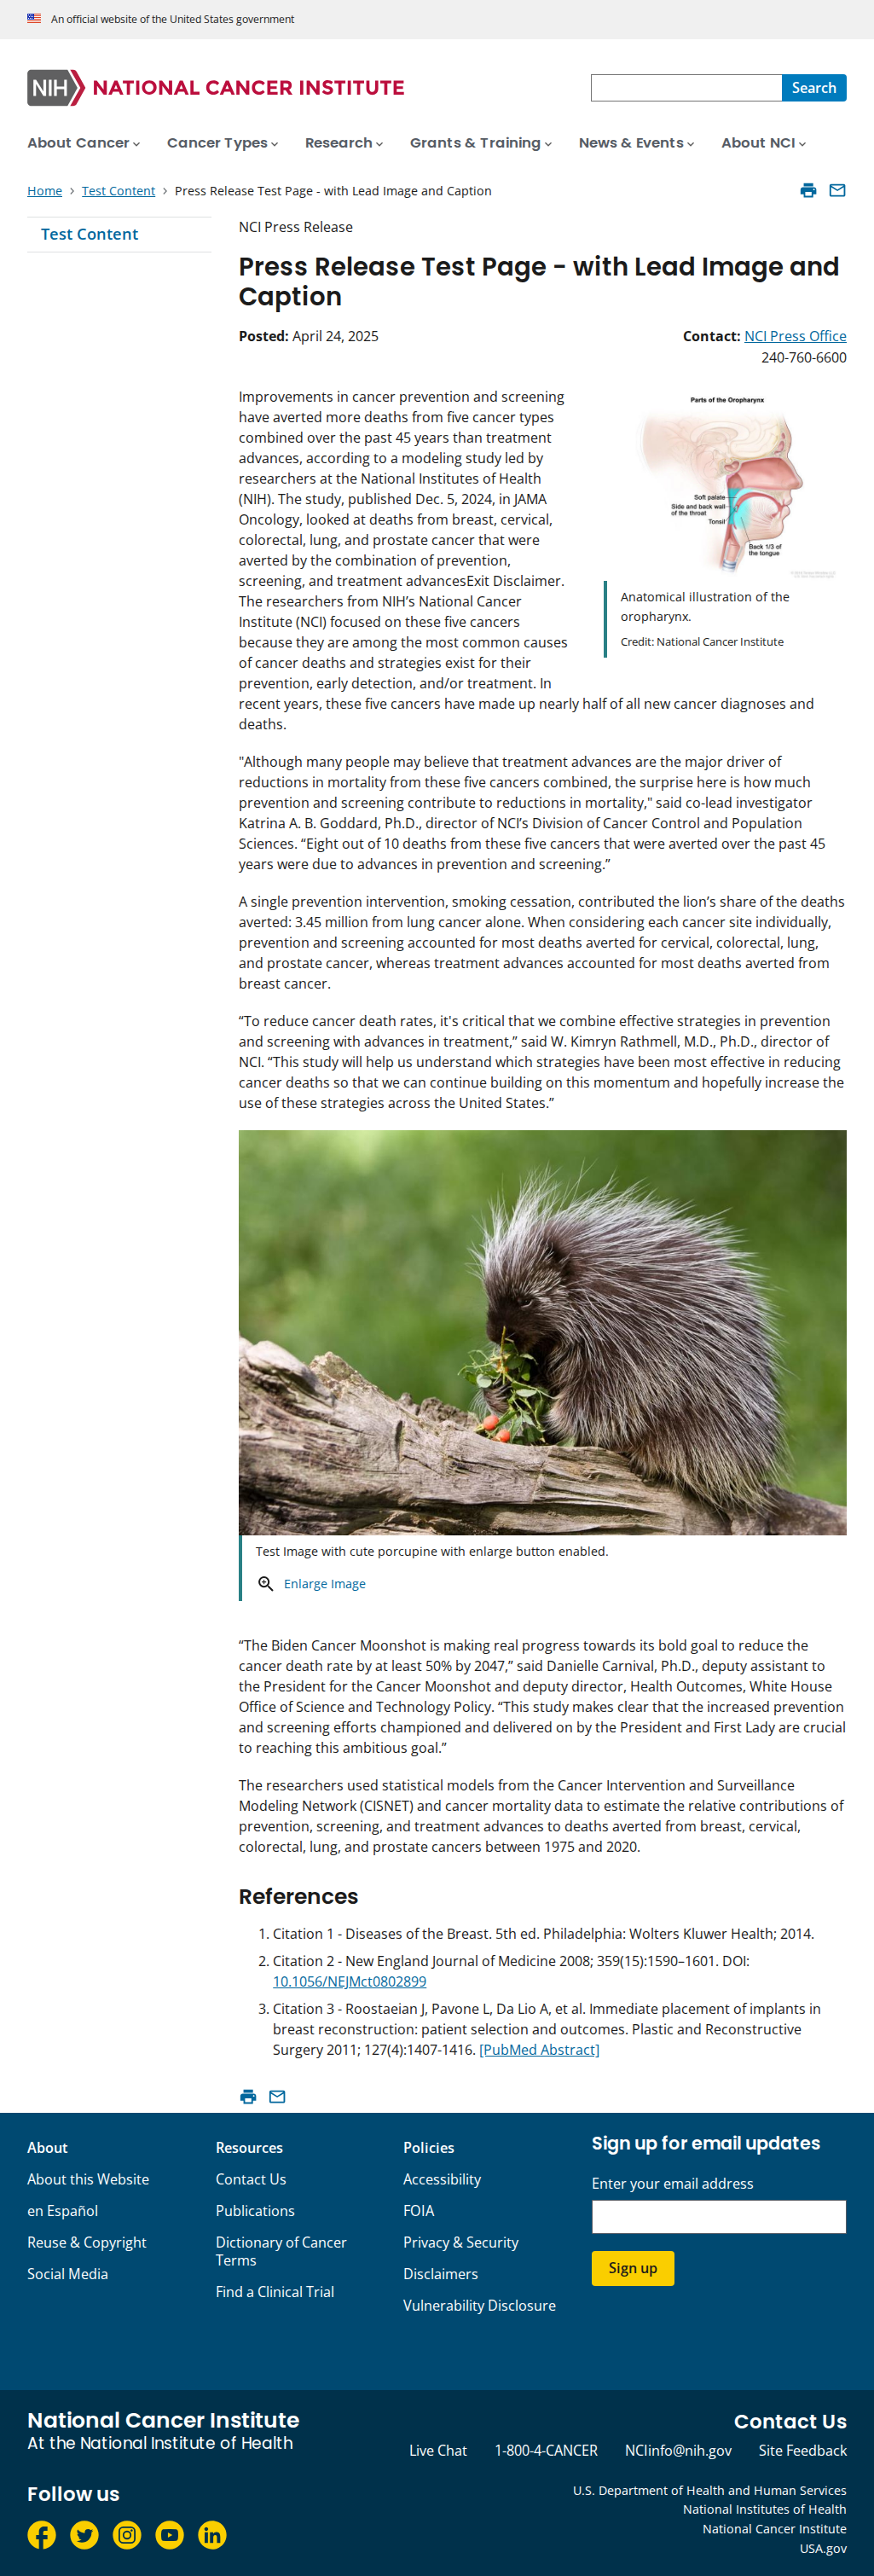 An official website of the United States government
NIH NATIONAL CANCER INSTITUTE
Search
About Cancer
Cancer Types
Research
Grants & Training
News & Events
About NCI
Home › Test Content › Press Release Test Page - with Lead Image and Caption
Test Content
NCI Press Release
Press Release Test Page - with Lead Image and
Caption
Posted: April 24, 2025
Contact: NCI Press Office
240-760-6600
Improvements in cancer prevention and screening
have averted more deaths from five cancer types
combined over the past 45 years than treatment
advances, according to a modeling study led by
researchers at the National Institutes of Health
(NIH). The study, published Dec. 5, 2024, in JAMA
Oncology, looked at deaths from breast, cervical,
colorectal, lung, and prostate cancer that were
averted by the combination of prevention,
screening, and treatment advancesExit Disclaimer.
The researchers from NIH’s National Cancer
Institute (NCI) focused on these five cancers
because they are among the most common causes
of cancer deaths and strategies exist for their
prevention, early detection, and/or treatment. In
recent years, these five cancers have made up nearly half of all new cancer diagnoses and
deaths.
Parts of the Oropharynx
Soft palate
Side and back wall
of the throat
Tonsil
Back 1/3 of
the tongue
Anatomical illustration of the
oropharynx.
Credit: National Cancer Institute
"Although many people may believe that treatment advances are the major driver of
reductions in mortality from these five cancers combined, the surprise here is how much
prevention and screening contribute to reductions in mortality," said co-lead investigator
Katrina A. B. Goddard, Ph.D., director of NCI’s Division of Cancer Control and Population
Sciences. “Eight out of 10 deaths from these five cancers that were averted over the past 45
years were due to advances in prevention and screening.”
A single prevention intervention, smoking cessation, contributed the lion’s share of the deaths
averted: 3.45 million from lung cancer alone. When considering each cancer site individually,
prevention and screening accounted for most deaths averted for cervical, colorectal, lung,
and prostate cancer, whereas treatment advances accounted for most deaths averted from
breast cancer.
“To reduce cancer death rates, it's critical that we combine effective strategies in prevention
and screening with advances in treatment,” said W. Kimryn Rathmell, M.D., Ph.D., director of
NCI. “This study will help us understand which strategies have been most effective in reducing
cancer deaths so that we can continue building on this momentum and hopefully increase the
use of these strategies across the United States.”
Test Image with cute porcupine with enlarge button enabled.
Enlarge Image
“The Biden Cancer Moonshot is making real progress towards its bold goal to reduce the
cancer death rate by at least 50% by 2047,” said Danielle Carnival, Ph.D., deputy assistant to
the President for the Cancer Moonshot and deputy director, Health Outcomes, White House
Office of Science and Technology Policy. “This study makes clear that the increased prevention
and screening efforts championed and delivered on by the President and First Lady are crucial
to reaching this ambitious goal.”
The researchers used statistical models from the Cancer Intervention and Surveillance
Modeling Network (CISNET) and cancer mortality data to estimate the relative contributions of
prevention, screening, and treatment advances to deaths averted from breast, cervical,
colorectal, lung, and prostate cancers between 1975 and 2020.
References
1. Citation 1 - Diseases of the Breast. 5th ed. Philadelphia: Wolters Kluwer Health; 2014.
2. Citation 2 - New England Journal of Medicine 2008; 359(15):1590–1601. DOI:
10.1056/NEJMct0802899
3. Citation 3 - Roostaeian J, Pavone L, Da Lio A, et al. Immediate placement of implants in
breast reconstruction: patient selection and outcomes. Plastic and Reconstructive
Surgery 2011; 127(4):1407-1416. [PubMed Abstract]
About
About this Website
en Español
Reuse & Copyright
Social Media
Resources
Contact Us
Publications
Dictionary of Cancer
Terms
Find a Clinical Trial
Policies
Accessibility
FOIA
Privacy & Security
Disclaimers
Vulnerability Disclosure
Sign up for email updates
Enter your email address
Sign up
National Cancer Institute
At the National Institute of Health
Contact Us
Live Chat
1-800-4-CANCER
NCIinfo@nih.gov
Site Feedback
Follow us
U.S. Department of Health and Human Services
National Institutes of Health
National Cancer Institute
USA.gov